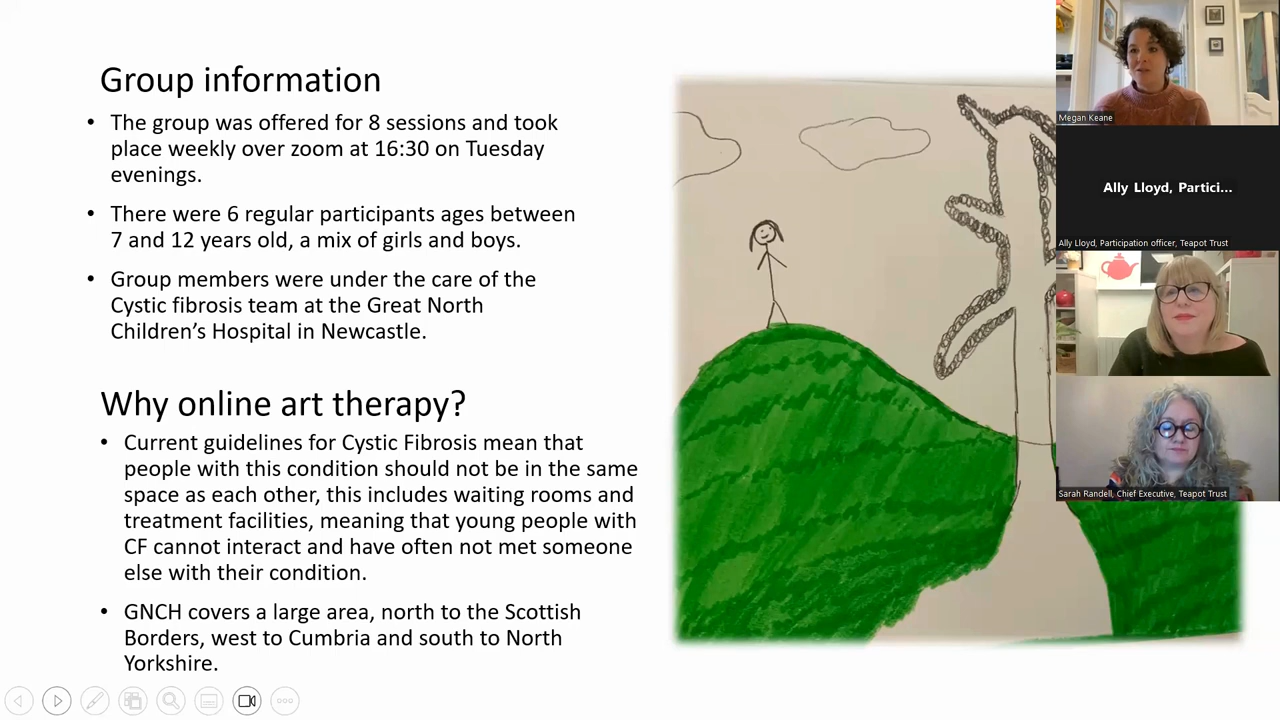 Group information
• The group was offered for 8 sessions and took
place weekly over zoom at 16:30 on Tuesday
evenings.
• There were 6 regular participants ages between
7 and 12 years old, a mix of girls and boys.
• Group members were under the care of the
Cystic fibrosis team at the Great North
Children’s Hospital in Newcastle.
Why online art therapy?
• Current guidelines for Cystic Fibrosis mean that
people with this condition should not be in the same
space as each other, this includes waiting rooms and
treatment facilities, meaning that young people with
CF cannot interact and have often not met someone
else with their condition.
• GNCH covers a large area, north to the Scottish
Borders, west to Cumbria and south to North
Yorkshire.
Megan Keane
Ally Lloyd, Partici...
Ally Lloyd, Participation officer, Teapot Trust
Sarah Randell, Chief Executive, Teapot Trust